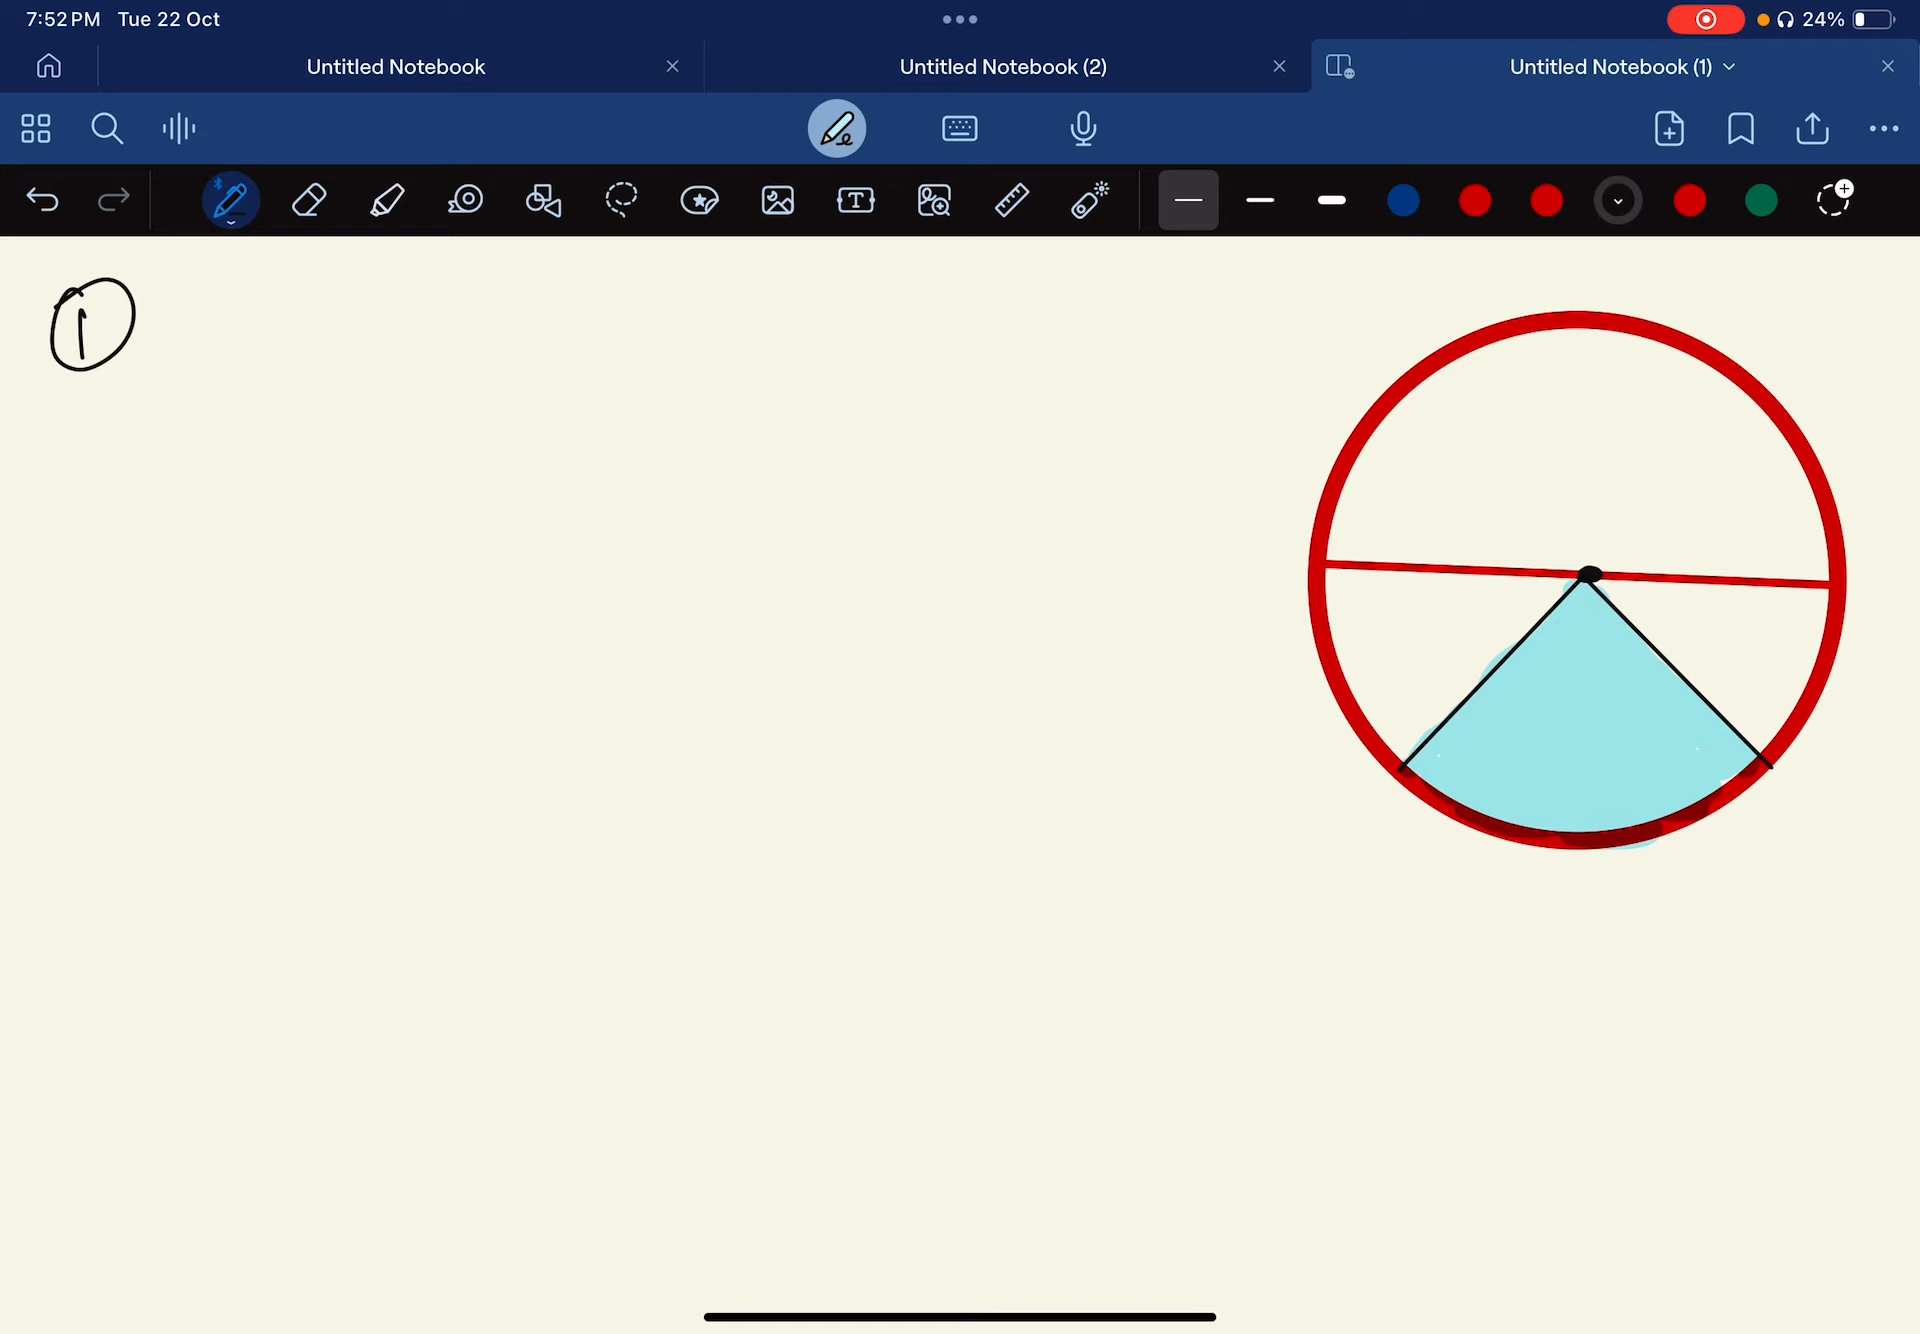 7:52 PM Tue 22 Oct
24%
Untitled Notebook
Untitled Notebook (2)
Untitled Notebook (1)
T
1